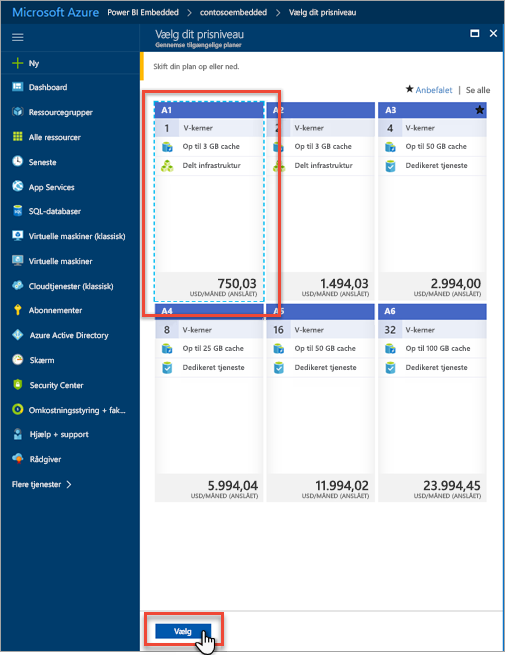 Microsoft Azure Power BI Embedded > contosoembedded > Vælg dit prisniveau
Vælg dit prisniveau
Gennemse tilgængelige planer
Ny
Dashboard
Ressourcegrupper
Alle ressourcer
Seneste
App Services
SQL-databaser
Virtuelle maskiner (klassisk)
Virtuelle maskiner
Cloudtjenester (klassisk)
Abonnementer
Azure Active Directory
Skærm
Security Center
Omkostningsstyring + fak...
Hjælp + support
Rådgiver
Flere tjenester >
Skift din plan op eller ned.
★ Anbefalet | Se alle
A1
1 V-kerner
Op til 3 GB cache
Delt infrastruktur
750,03
USD/MÅNED (ANSLÅET)
A2
2 V-kerner
Op til 3 GB cache
Delt infrastruktur
1.494,03
USD/MÅNED (ANSLÅET)
A3
4 V-kerner
Op til 50 GB cache
Dedikeret tjeneste
2.994,00
USD/MÅNED (ANSLÅET)
A4
8 V-kerner
Op til 25 GB cache
Dedikeret tjeneste
5.994,04
USD/MÅNED (ANSLÅET)
A5
16 V-kerner
Op til 50 GB cache
Dedikeret tjeneste
11.994,02
USD/MÅNED (ANSLÅET)
A6
32 V-kerner
Op til 100 GB cache
Dedikeret tjeneste
23.994,45
USD/MÅNED (ANSLÅET)
Vælg